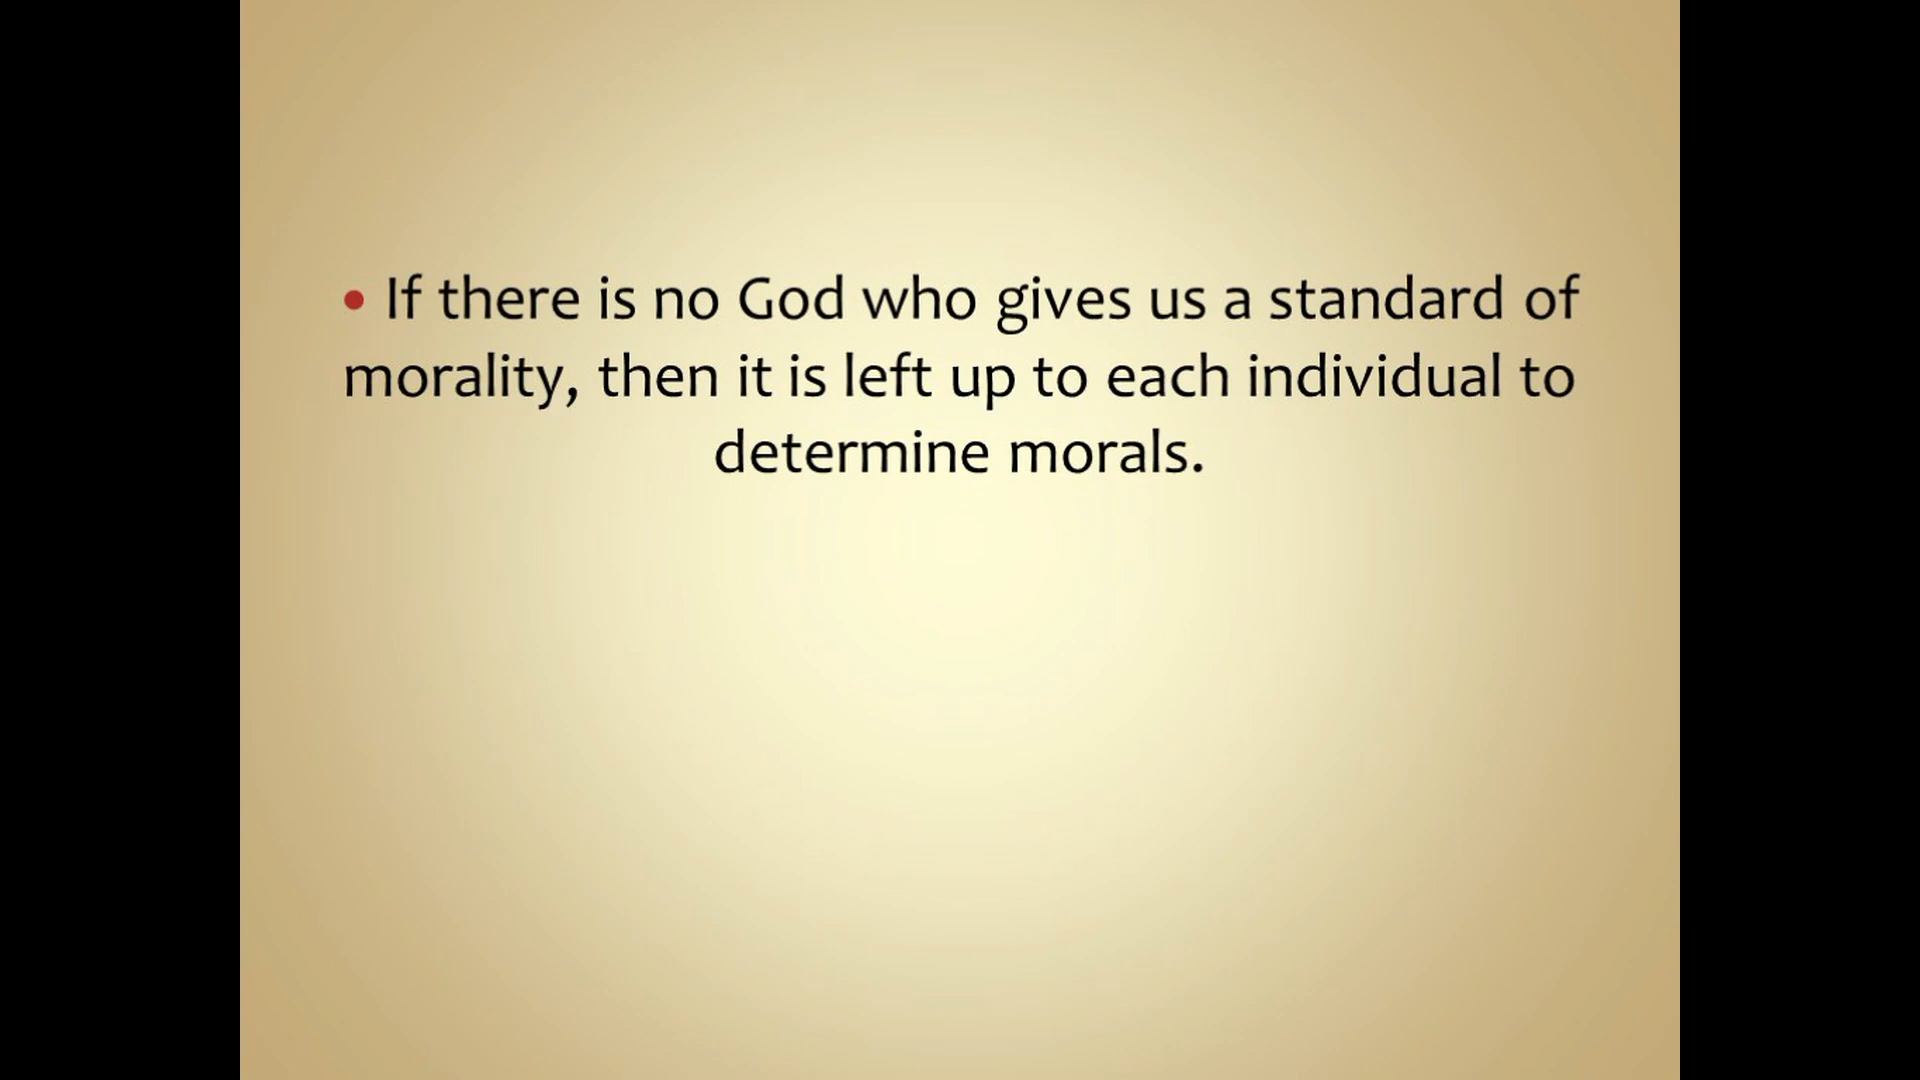 • If there is no God who gives us a standard of
morality, then it is left up to each individual to
determine morals.